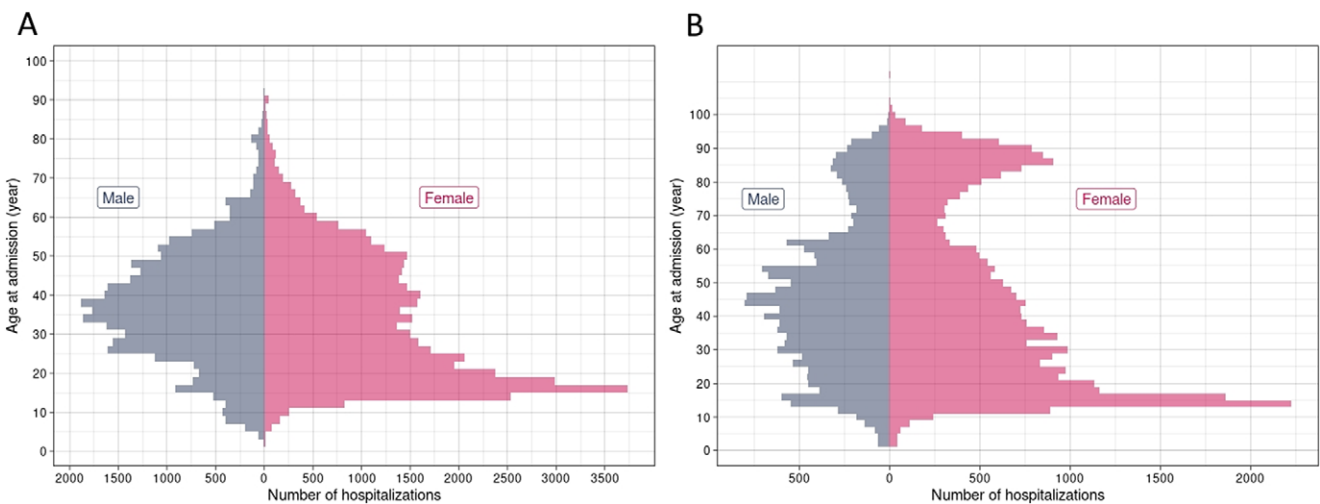 A
B
Age at admission (year)
100
90
80
70
60
50
40
30
20
10
0
Male
Female
2000 1500 1000 500 0 500 1000 1500 2000 2500 3000 3500
Number of hospitalizations
Age at admission (year)
100
90
80
70
60
50
40
30
20
10
0
Male
Female
500 0 500 1000 1500 2000
Number of hospitalizations